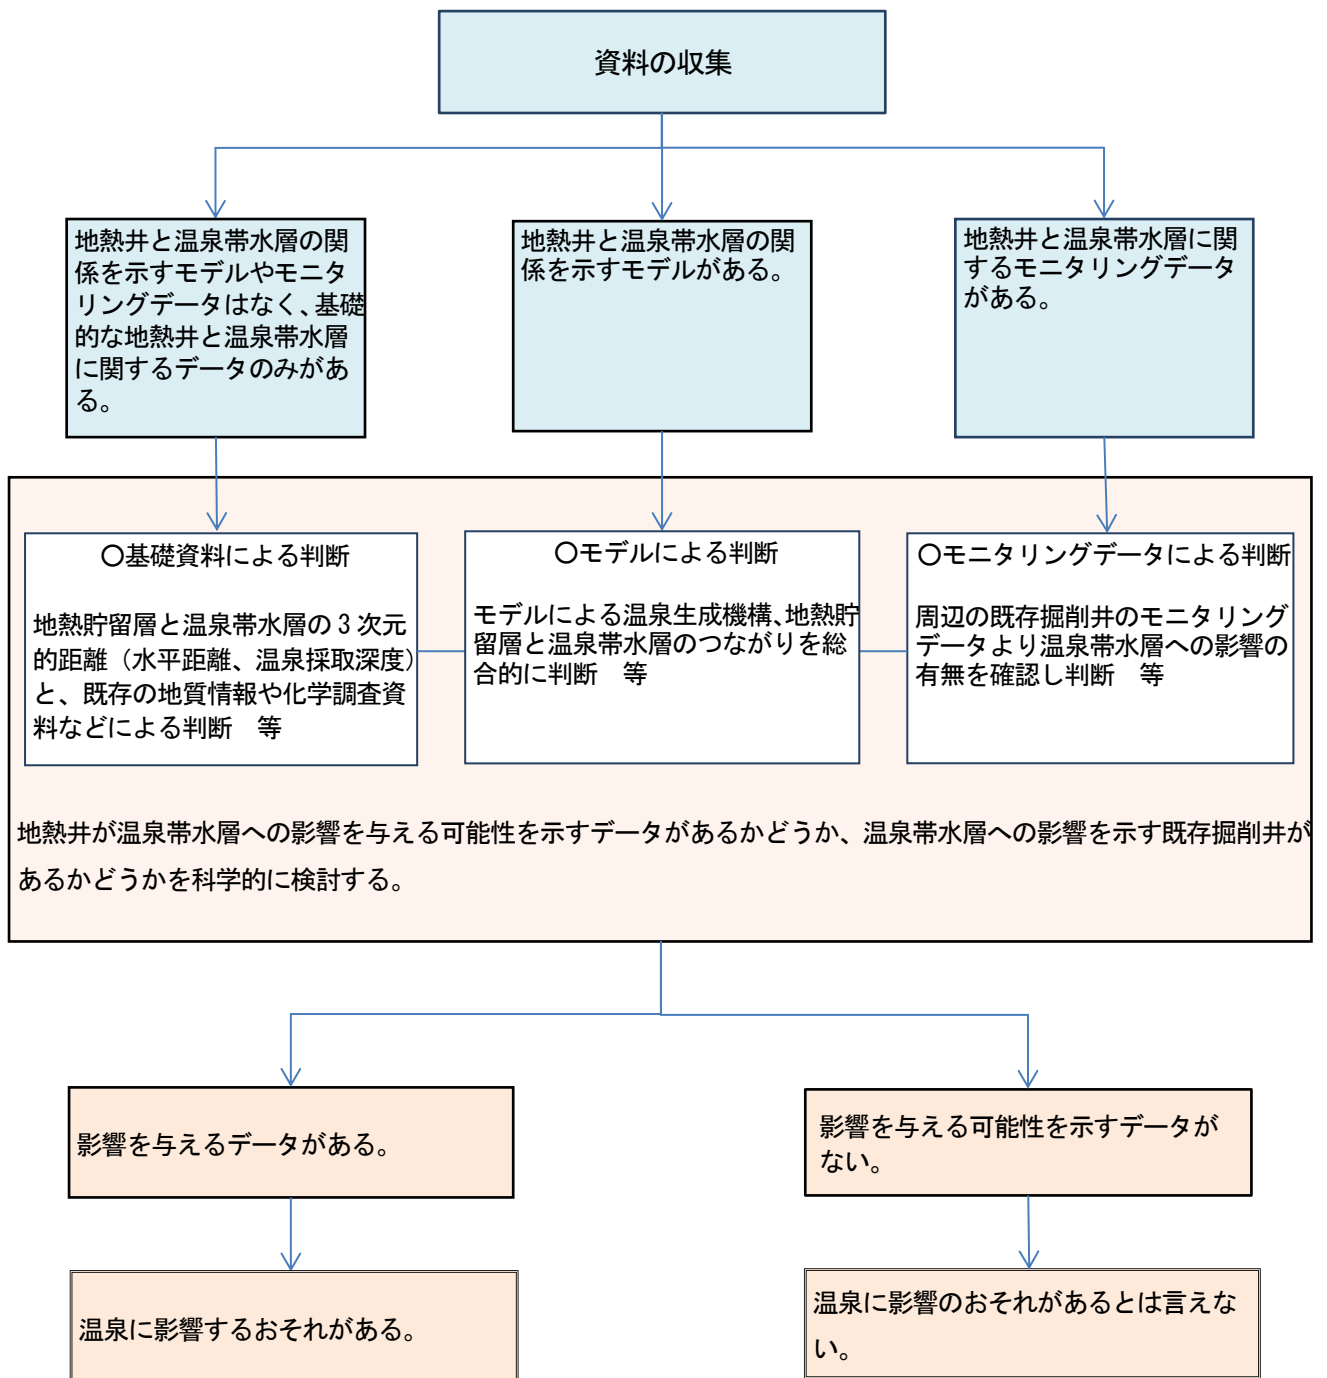 資料の収集
地熱井と温泉帯水層の関
係を示すモデルやモニタ
リングデータはなく、基礎
的な地熱井と温泉帯水層
に関するデータのみがあ
る。
地熱井と温泉帯水層の関
係を示すモデルがある。
地熱井と温泉帯水層に関
するモニタリングデータ
がある。
〇基礎資料による判断
地熱貯留層と温泉帯水層の3次元
的距離（水平距離、温泉採取深度）
と、既存の地質情報や化学調査資
料などによる判断　等
〇モデルによる判断
モデルによる温泉生成機構、地熱貯
留層と温泉帯水層のつながりを総
合的に判断　等
〇モニタリングデータによる判断
周辺の既存掘削井のモニタリング
データより温泉帯水層への影響の
有無を確認し判断　等
地熱井が温泉帯水層への影響を与える可能性を示すデータがあるかどうか、温泉帯水層への影響を示す既存掘削井が
あるかどうかを科学的に検討する。
影響を与えるデータがある。
影響を与える可能性を示すデータが
ない。
温泉に影響するおそれがある。
温泉に影響のおそれがあるとは言えな
い。